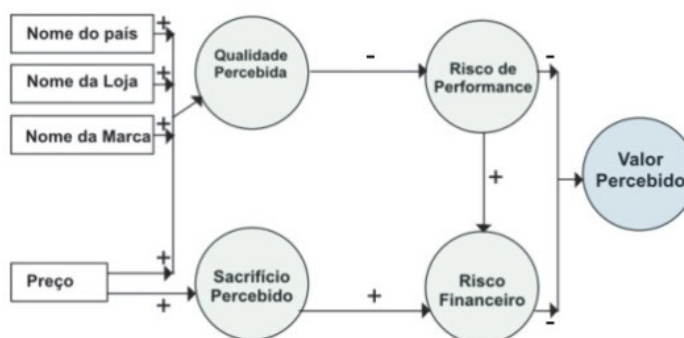 Nome do país
+
Nome da Loja
+
Nome da Marca
+
Preço
+
+
Qualidade
Percebida
-
Risco de
Performance
-
+
Sacrifício
Percebido
+
Risco
Financeiro
-
Valor
Percebido